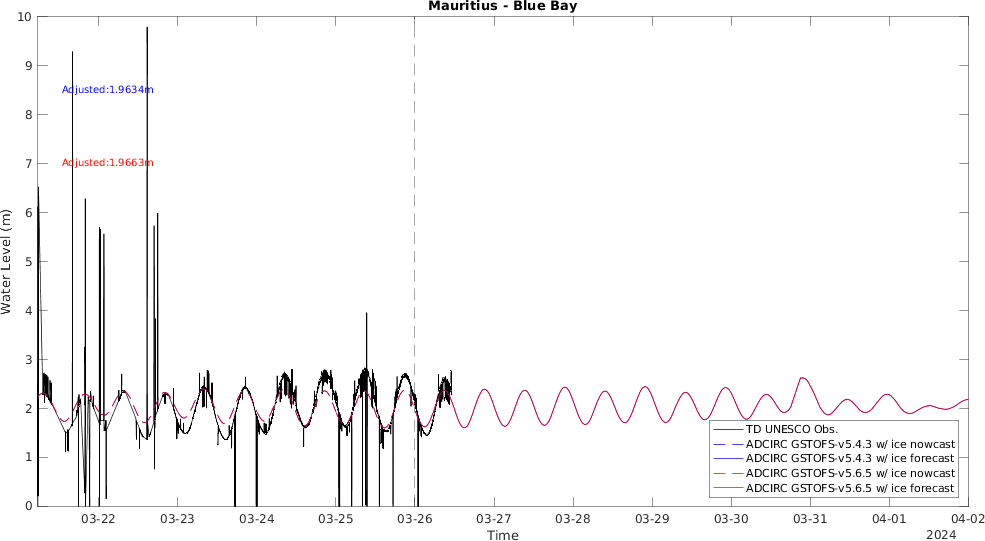 Mauritius - Blue Bay
10
9
8
7
6
5
4
3
2
1
0
Water Level (m)
Adjusted:1.9634m
Adjusted:1.9663m
TD UNESCO Obs.
ADCIRC GSTOFS-v5.4.3 w/ ice nowcast
ADCIRC GSTOFS-v5.4.3 w/ ice forecast
ADCIRC GSTOFS-v5.6.5 w/ ice nowcast
ADCIRC GSTOFS-v5.6.5 w/ ice forecast
03-22 03-23 03-24 03-25 03-26 03-27 03-28 03-29 03-30 03-31 04-01 04-02
Time
2024